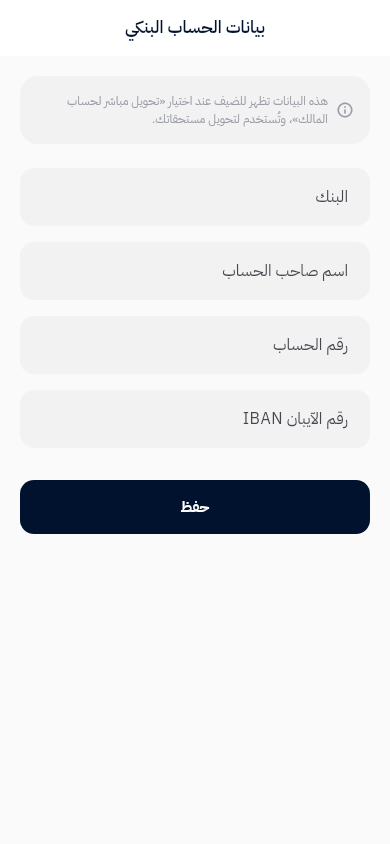 بيانات الحساب البنكي
هذه البيانات تظهر للضيف عند اختيار «تحويل مباشر لحساب
المالك»، وتُستخدم لتحويل مستحقاتك.
البنك
اسم صاحب الحساب
رقم الحساب
رقم الآيبان IBAN
حفظ